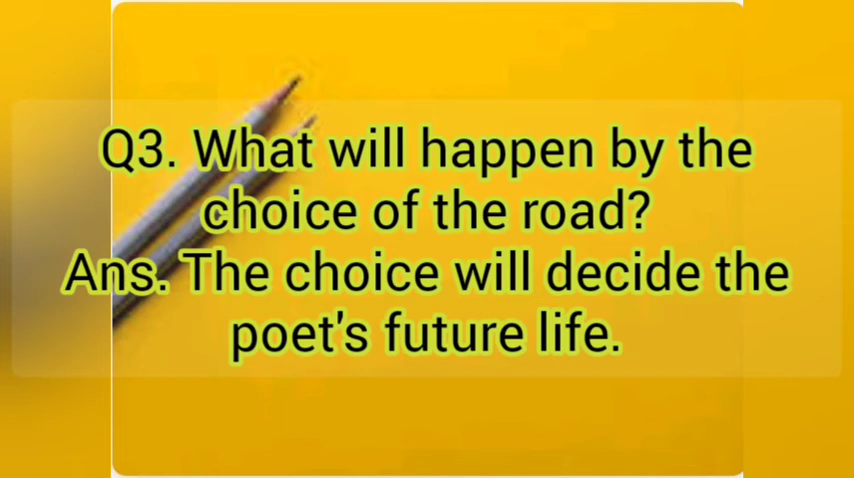 Q3. What will happen by the
choice of the road?
Ans. The choice will decide the
poet's future life.